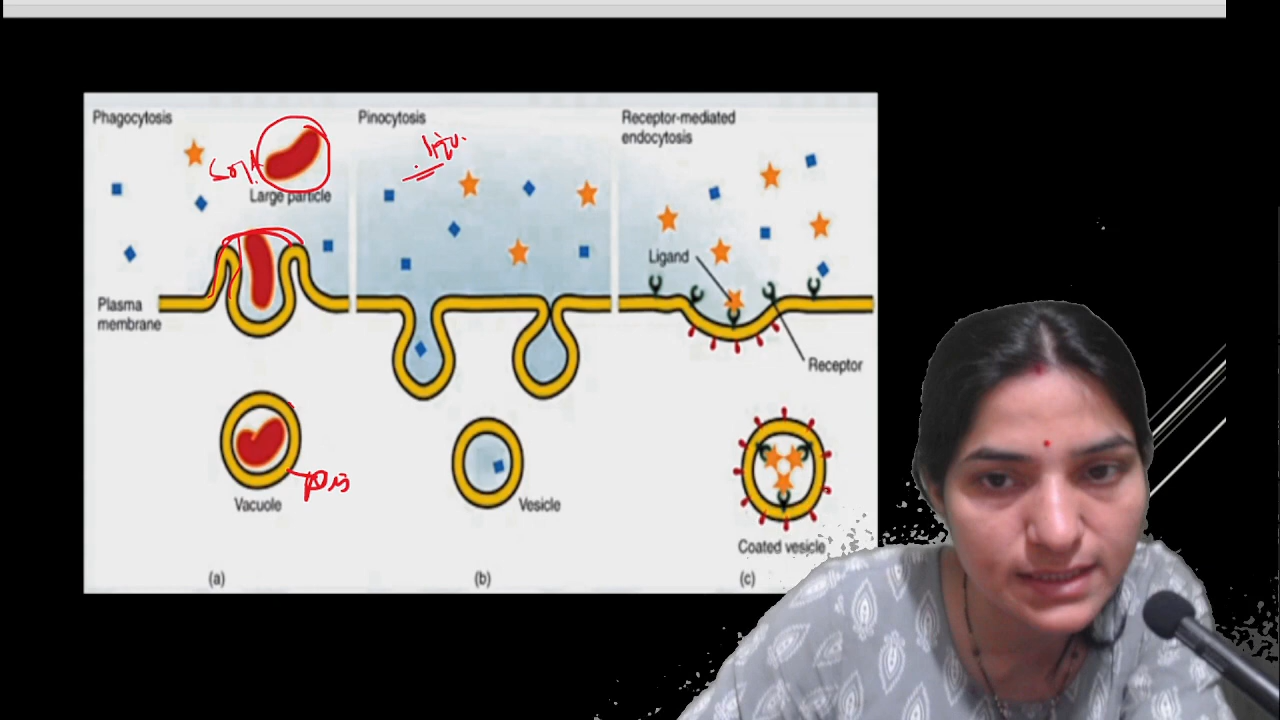 Phagocytosis
Large particle
Plasma
membrane
Vacuole
(a)
Pinocytosis
Vesicle
(b)
Receptor-mediated
endocytosis
Ligand
Receptor
Coated vesicle
(c)